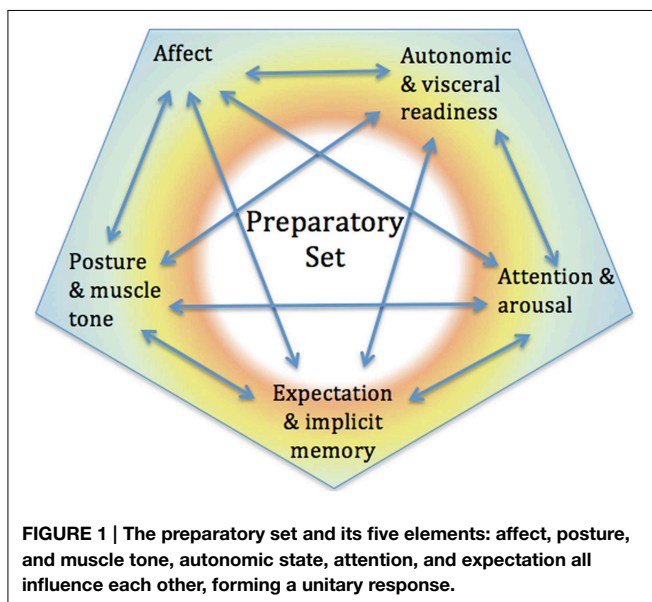 Affect
Autonomic
& visceral
readiness
Preparatory
Set
Posture
& muscle
tone
Attention &
arousal
Expectation
& implicit
memory
FIGURE 1 | The preparatory set and its five elements: affect, posture,
and muscle tone, autonomic state, attention, and expectation all
influence each other, forming a unitary response.